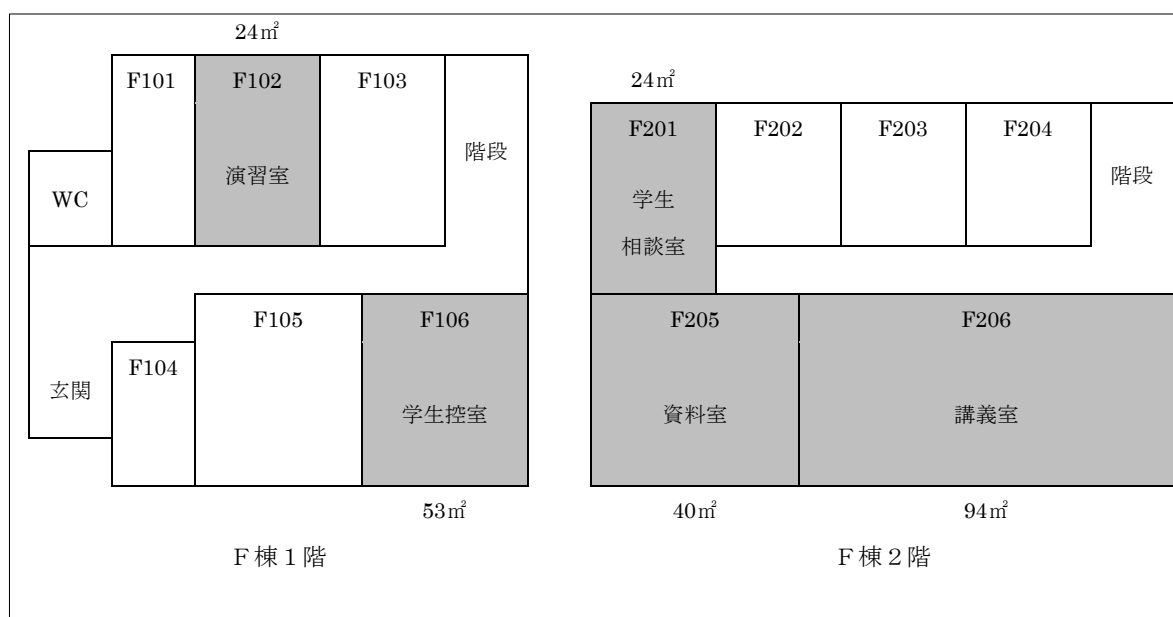 24㎡
F101
F102
F103
階段
WC
演習室
F105
F106
F104
玄関
学生控室
53㎡
F棟1階
24㎡
F201
F202
F203
F204
階段
学生
相談室
F205
F206
資料室
講義室
40㎡
94㎡
F棟2階